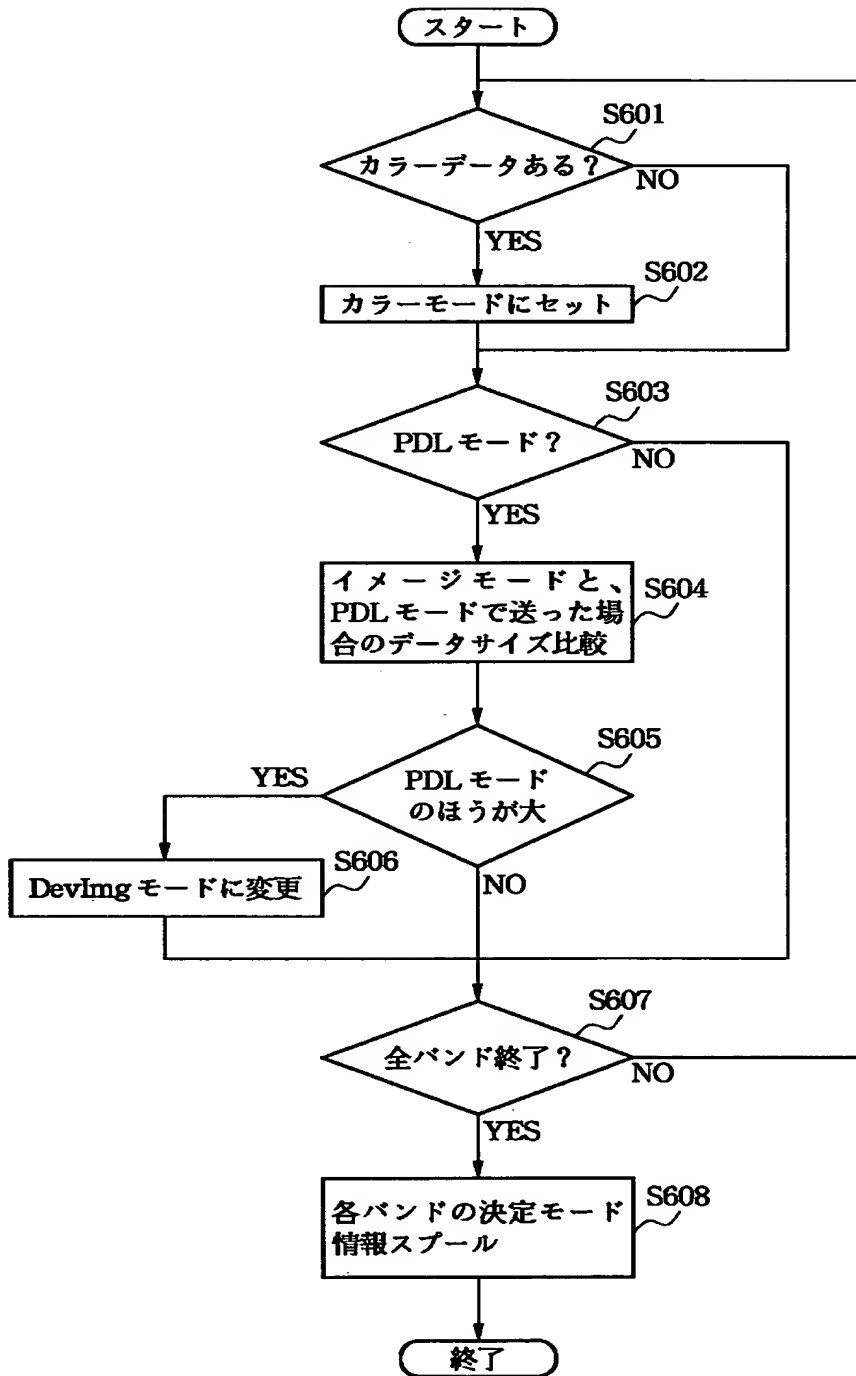 スタート
S601
カラーデータある？
NO
YES
S602
カラーモードにセット
S603
PDLモード？
NO
YES
S604
イメージモードと、
PDLモードで送った場
合のデータサイズ比較
S605
YES
PDLモード
のほうが大
S606
DevImgモードに変更
NO
S607
全バンド終了？
NO
YES
S608
各バンドの決定モード
情報スプール
終了